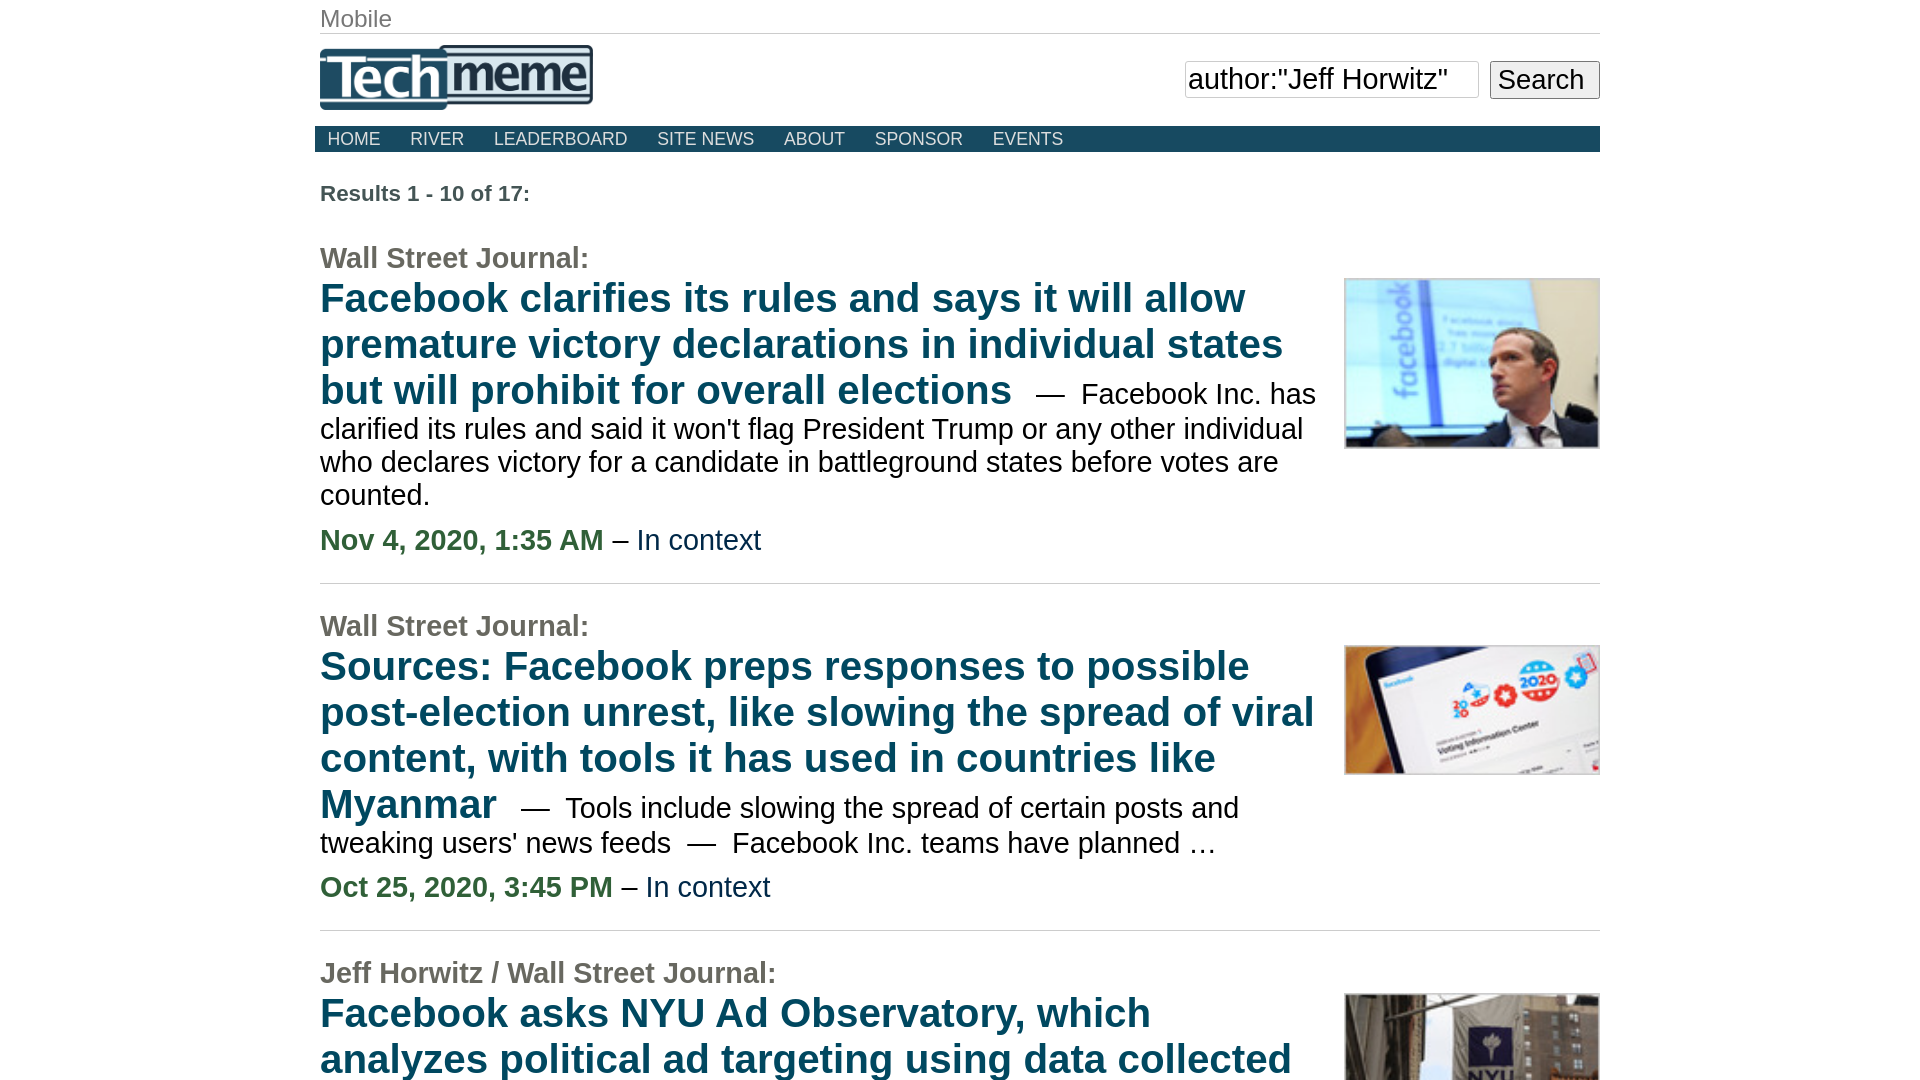 Mobile
Techmeme
author:"Jeff Horwitz"
Search
HOME RIVER LEADERBOARD SITE NEWS ABOUT SPONSOR EVENTS
Results 1 - 10 of 17:
Wall Street Journal:
Facebook clarifies its rules and says it will allow
premature victory declarations in individual states
but will prohibit for overall elections — Facebook Inc. has
clarified its rules and said it won't flag President Trump or any other individual
who declares victory for a candidate in battleground states before votes are
counted.
facebook
Nov 4, 2020, 1:35 AM – In context
Wall Street Journal:
Sources: Facebook preps responses to possible
post-election unrest, like slowing the spread of viral
content, with tools it has used in countries like
Myanmar — Tools include slowing the spread of certain posts and
tweaking users' news feeds — Facebook Inc. teams have planned …
facebook
2020
2020
Voting Information Center
Oct 25, 2020, 3:45 PM – In context
Jeff Horwitz / Wall Street Journal:
Facebook asks NYU Ad Observatory, which
analyzes political ad targeting using data collected
NYU